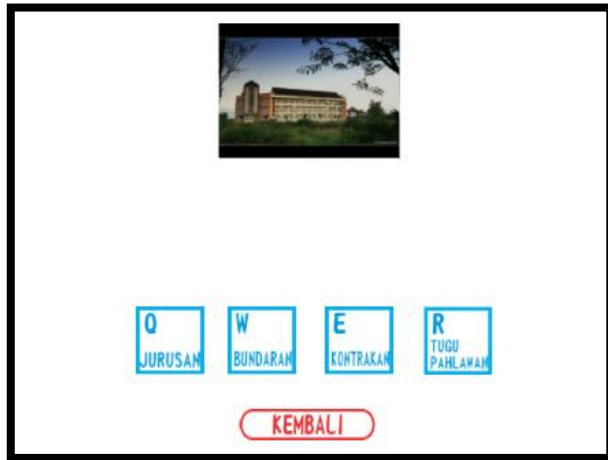 Q
JURUSAN
W
BUNDARAN
E
KONTRAKAN
R
TUGU
PAHLAWAN
KEMBALI